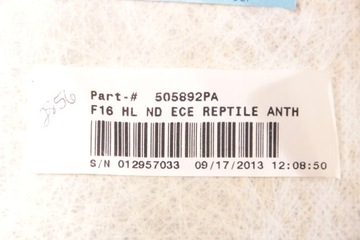 Part-# 505892PA
F16 HL ND ECE REPTILE ANTH
S/N 012957033 09/17/2013 12:08:50